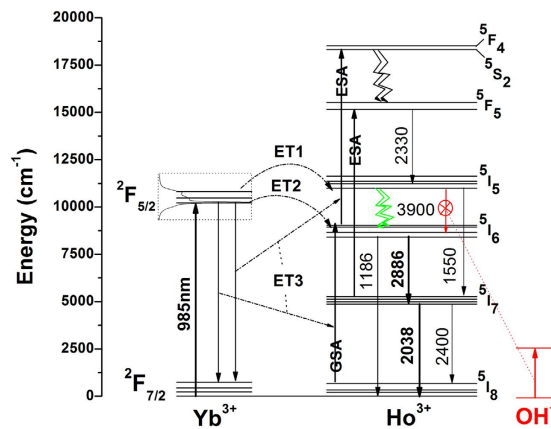 20000
17500
15000
12500
10000
7500
5000
2500
0
Energy (cm⁻¹)
²F₅/₂
²F₇/₂
985nm
Yb³⁺
ET1
ET2
ET3
ESA
ESA
GSA
2330
3900
1186
2886
1550
2038
2400
⁵F₄
⁵S₂
⁵F₅
⁵I₅
⁵I₆
⁵I₇
⁵I₈
Ho³⁺
OH⁻